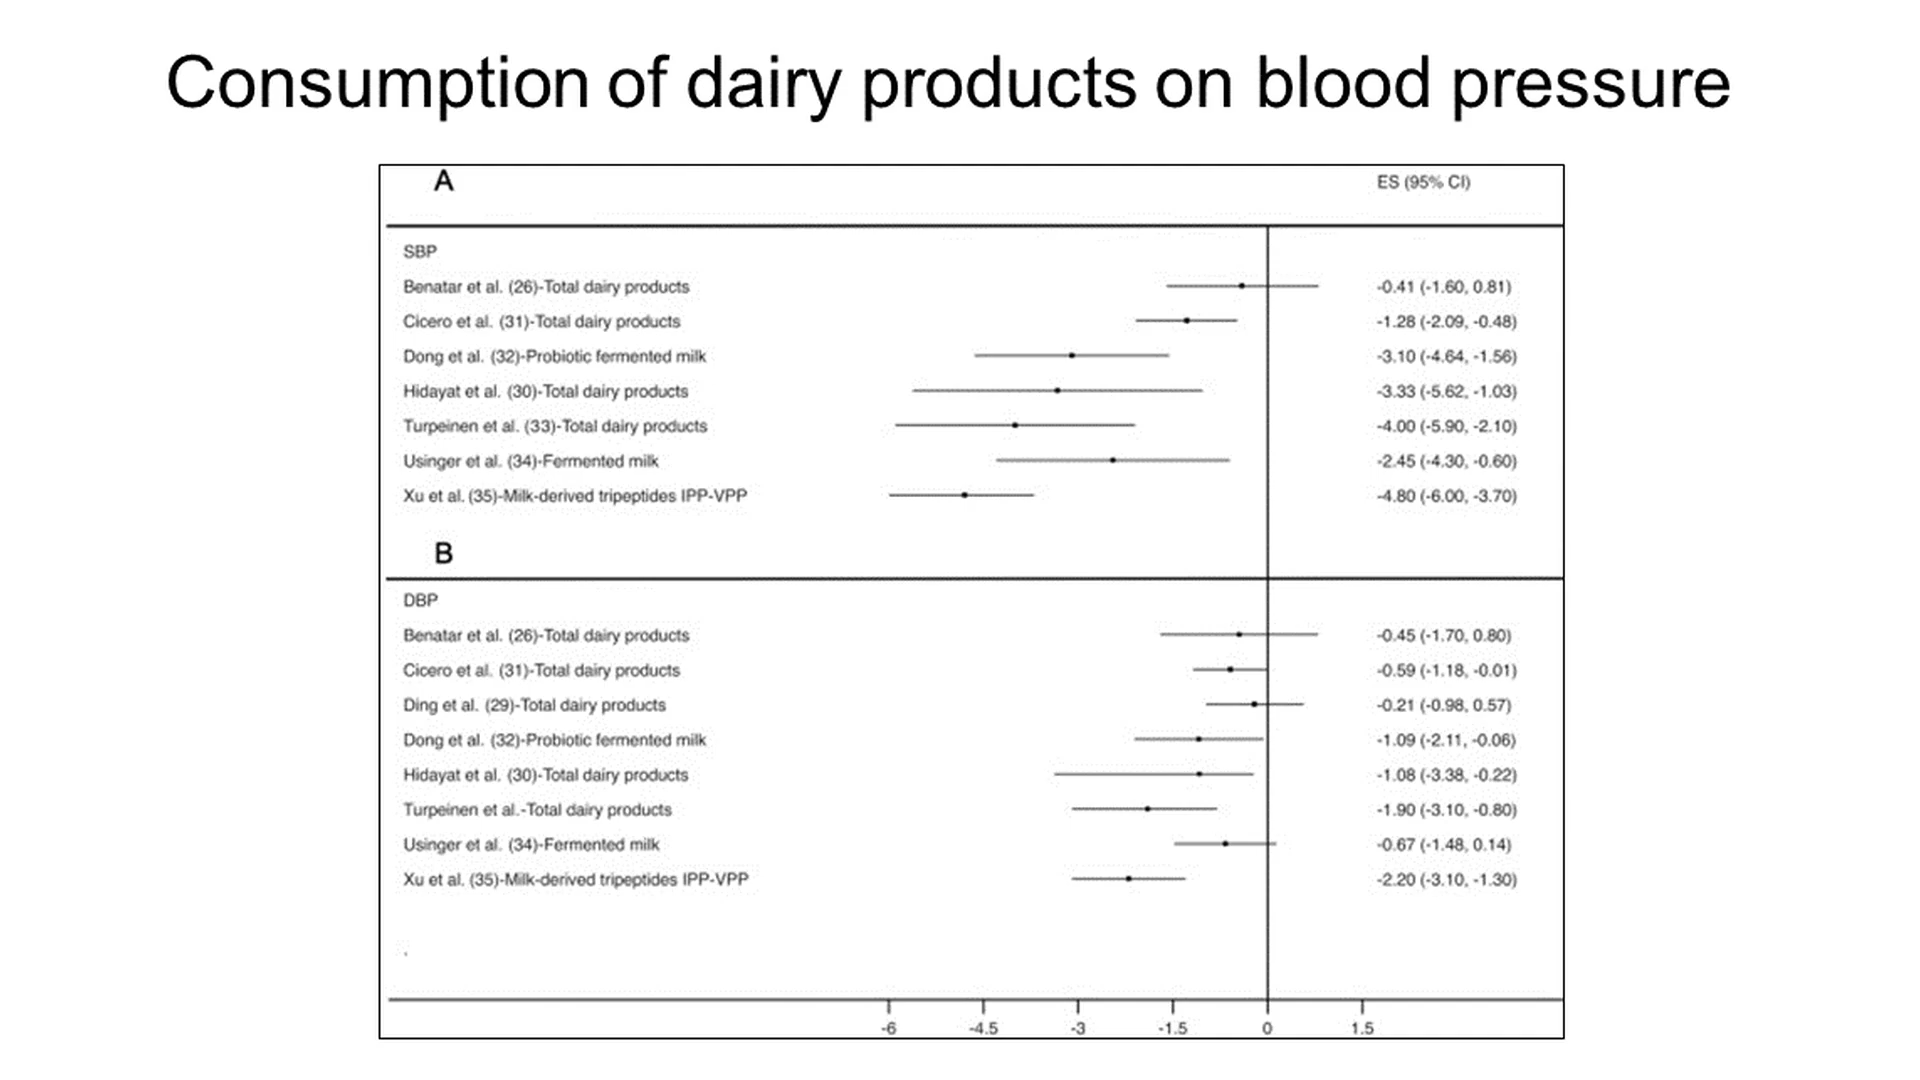 Consumption of dairy products on blood pressure
A ES (95% CI)
SBP
Benatar et al. (26)-Total dairy products -0.41 (-1.60, 0.81)
Cicero et al. (31)-Total dairy products -1.28 (-2.09, -0.48)
Dong et al. (32)-Probiotic fermented milk -3.10 (-4.64, -1.56)
Hidayat et al. (30)-Total dairy products -3.33 (-5.62, -1.03)
Turpeinen et al. (33)-Total dairy products -4.00 (-5.90, -2.10)
Usinger et al. (34)-Fermented milk -2.45 (-4.30, -0.60)
Xu et al. (35)-Milk-derived tripeptides IPP-VPP -4.80 (-6.00, -3.70)
B
DBP
Benatar et al. (26)-Total dairy products -0.45 (-1.70, 0.80)
Cicero et al. (31)-Total dairy products -0.59 (-1.18, -0.01)
Ding et al. (29)-Total dairy products -0.21 (-0.98, 0.57)
Dong et al. (32)-Probiotic fermented milk -1.09 (-2.11, -0.06)
Hidayat et al. (30)-Total dairy products -1.08 (-3.38, -0.22)
Turpeinen et al.-Total dairy products -1.90 (-3.10, -0.80)
Usinger et al. (34)-Fermented milk -0.67 (-1.48, 0.14)
Xu et al. (35)-Milk-derived tripeptides IPP-VPP -2.20 (-3.10, -1.30)
-6 -4.5 -3 -1.5 0 1.5